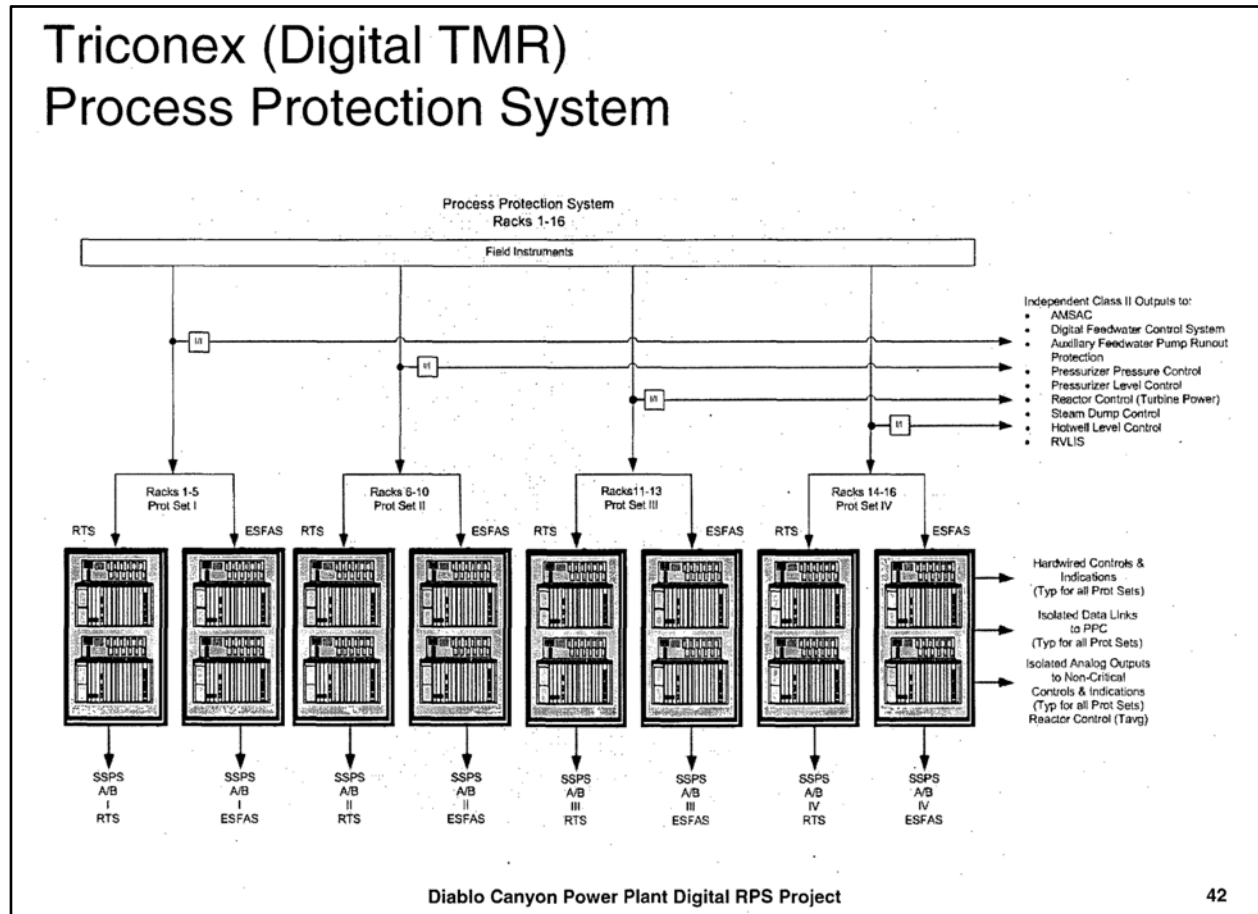 Triconex (Digital TMR)
Process Protection System
Process Protection System
Racks 1-16
Field Instruments
I/I
I/I
I/I
I/I
Independent Class II Outputs to:
• AMSAC
• Digital Feedwater Control System
• Auxiliary Feedwater Pump Runout
Protection
• Pressurizer Pressure Control
• Pressurizer Level Control
• Reactor Control (Turbine Power)
• Steam Dump Control
• Hotwell Level Control
• RVLIS
Racks 1-5
Prot Set I
Racks 6-10
Prot Set II
Racks11-13
Prot Set III
Racks 14-16
Prot Set IV
RTS
ESFAS
RTS
ESFAS
RTS
ESFAS
RTS
ESFAS
Hardwired Controls &
Indications
(Typ for all Prot Sets)
Isolated Data Links
to PPC
(Typ for all Prot Sets)
Isolated Analog Outputs
to Non-Critical
Controls & Indications
(Typ for all Prot Sets)
Reactor Control (Tavg)
SSPS
A/B
I
RTS
SSPS
A/B
I
ESFAS
SSPS
A/B
II
RTS
SSPS
A/B
II
ESFAS
SSPS
A/B
III
RTS
SSPS
A/B
III
ESFAS
SSPS
A/B
IV
RTS
SSPS
A/B
IV
ESFAS
Diablo Canyon Power Plant Digital RPS Project
42